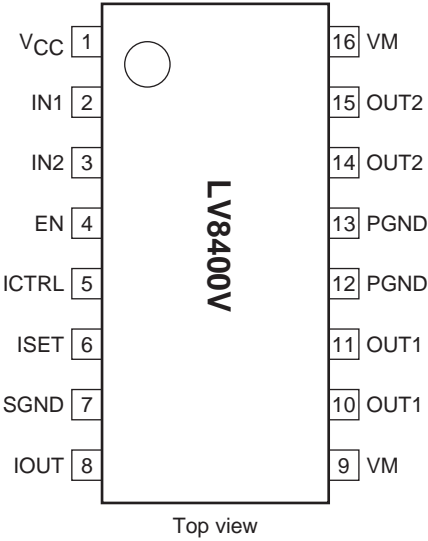 VCC 1 16 VM
IN1 2 15 OUT2
IN2 3 14 OUT2
EN 4 13 PGND
LV8400V
ICTRL 5 12 PGND
ISET 6 11 OUT1
SGND 7 10 OUT1
IOUT 8 9 VM
Top view